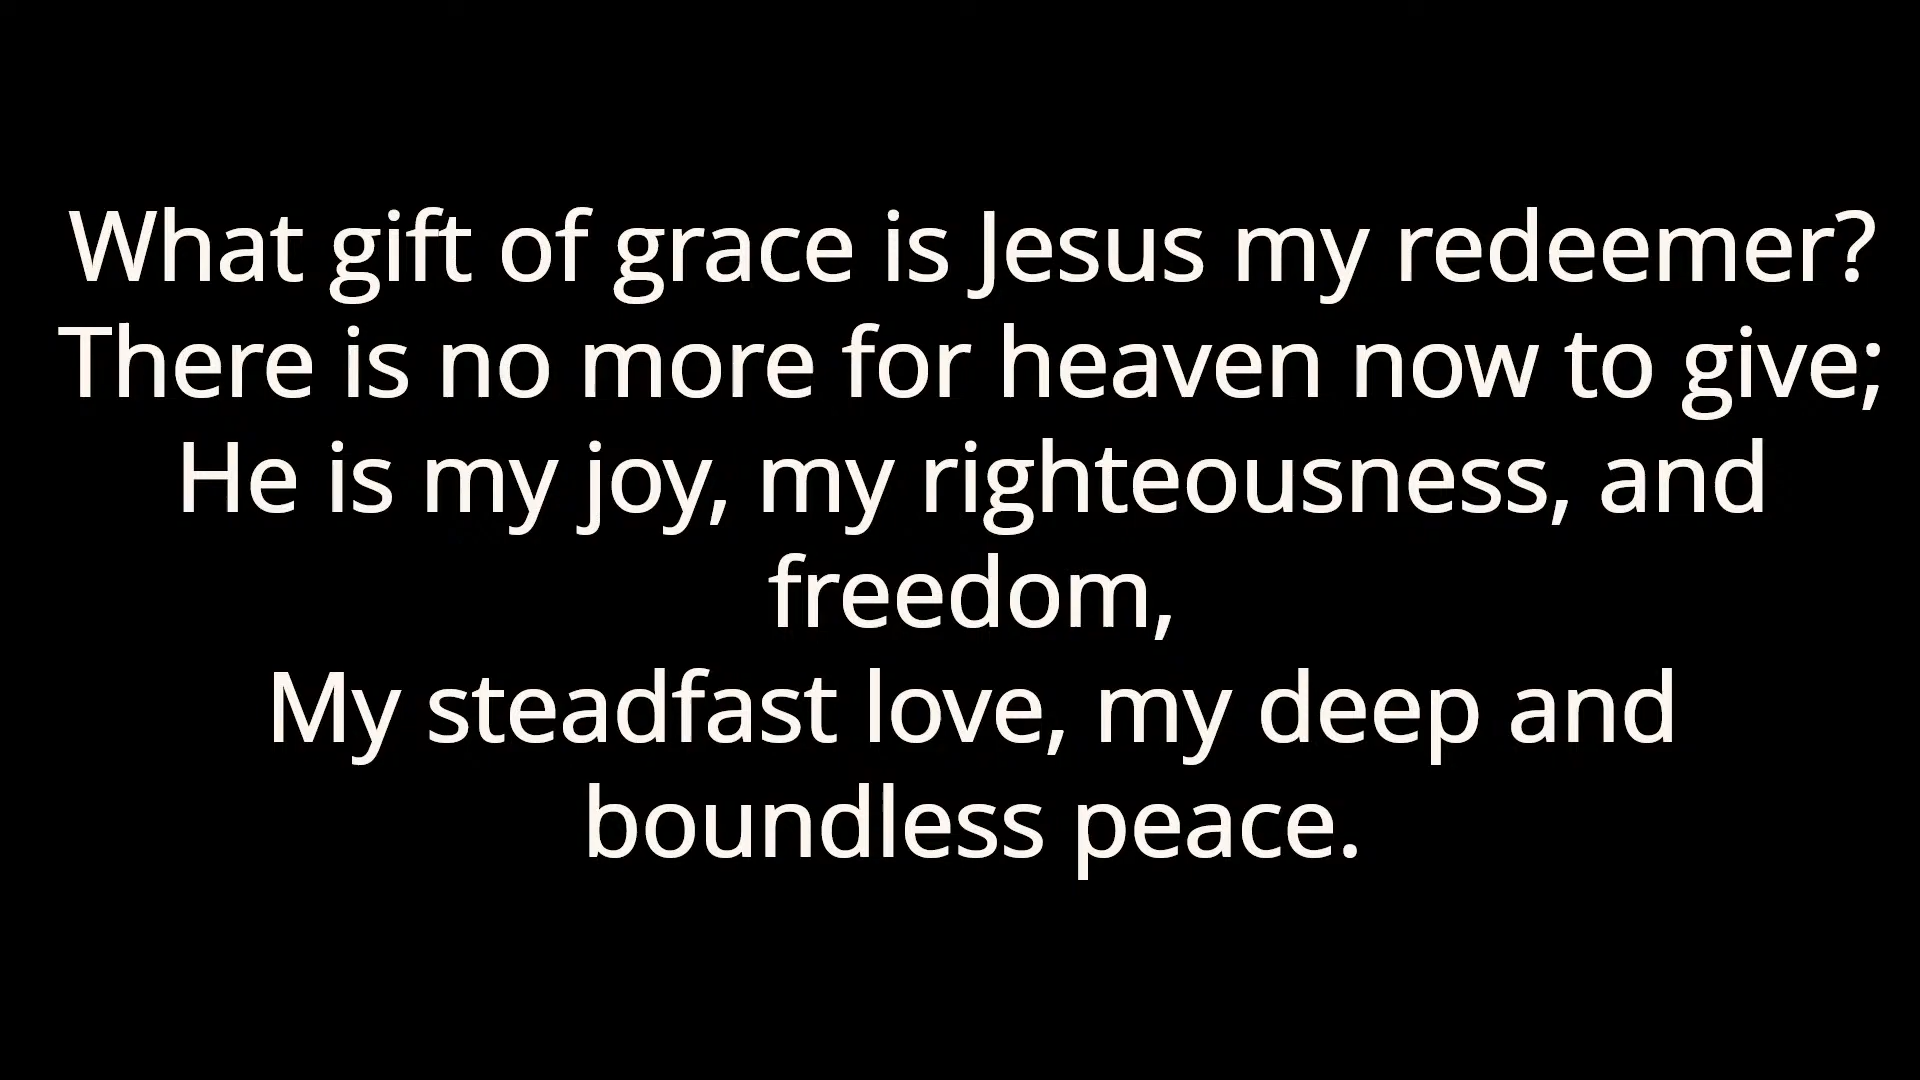 What gift of grace is Jesus my redeemer?
There is no more for heaven now to give;
He is my joy, my righteousness, and
freedom,
My steadfast love, my deep and
boundless peace.